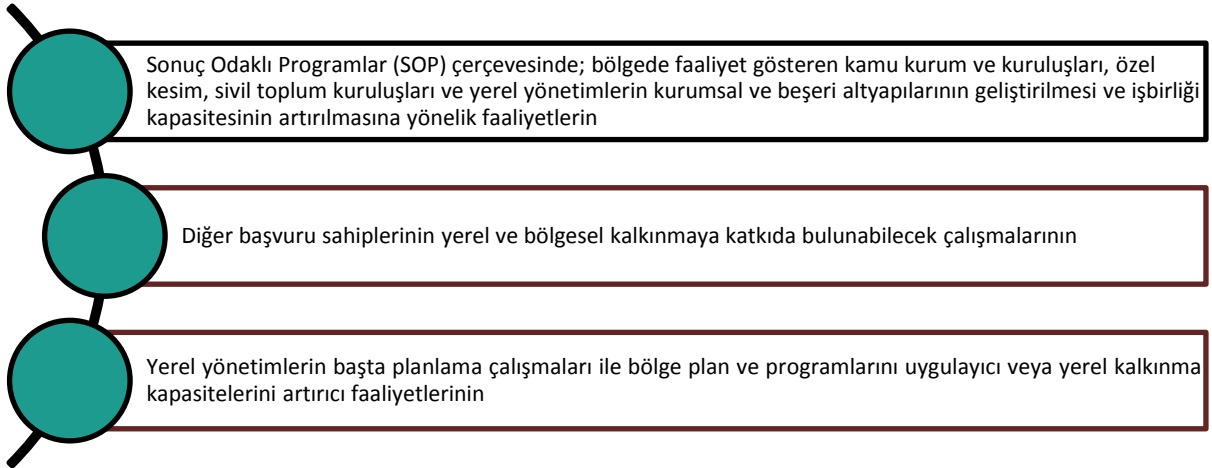 Sonuç Odaklı Programlar (SOP) çerçevesinde; bölgede faaliyet gösteren kamu kurum ve kuruluşları, özel
kesim, sivil toplum kuruluşları ve yerel yönetimlerin kurumsal ve beşeri altyapılarının geliştirilmesi ve işbirliği
kapasitesinin artırılmasına yönelik faaliyetlerin
Diğer başvuru sahiplerinin yerel ve bölgesel kalkınmaya katkıda bulunabilecek çalışmalarının
Yerel yönetimlerin başta planlama çalışmaları ile bölge plan ve programlarını uygulayıcı veya yerel kalkınma
kapasitelerini artırıcı faaliyetlerinin